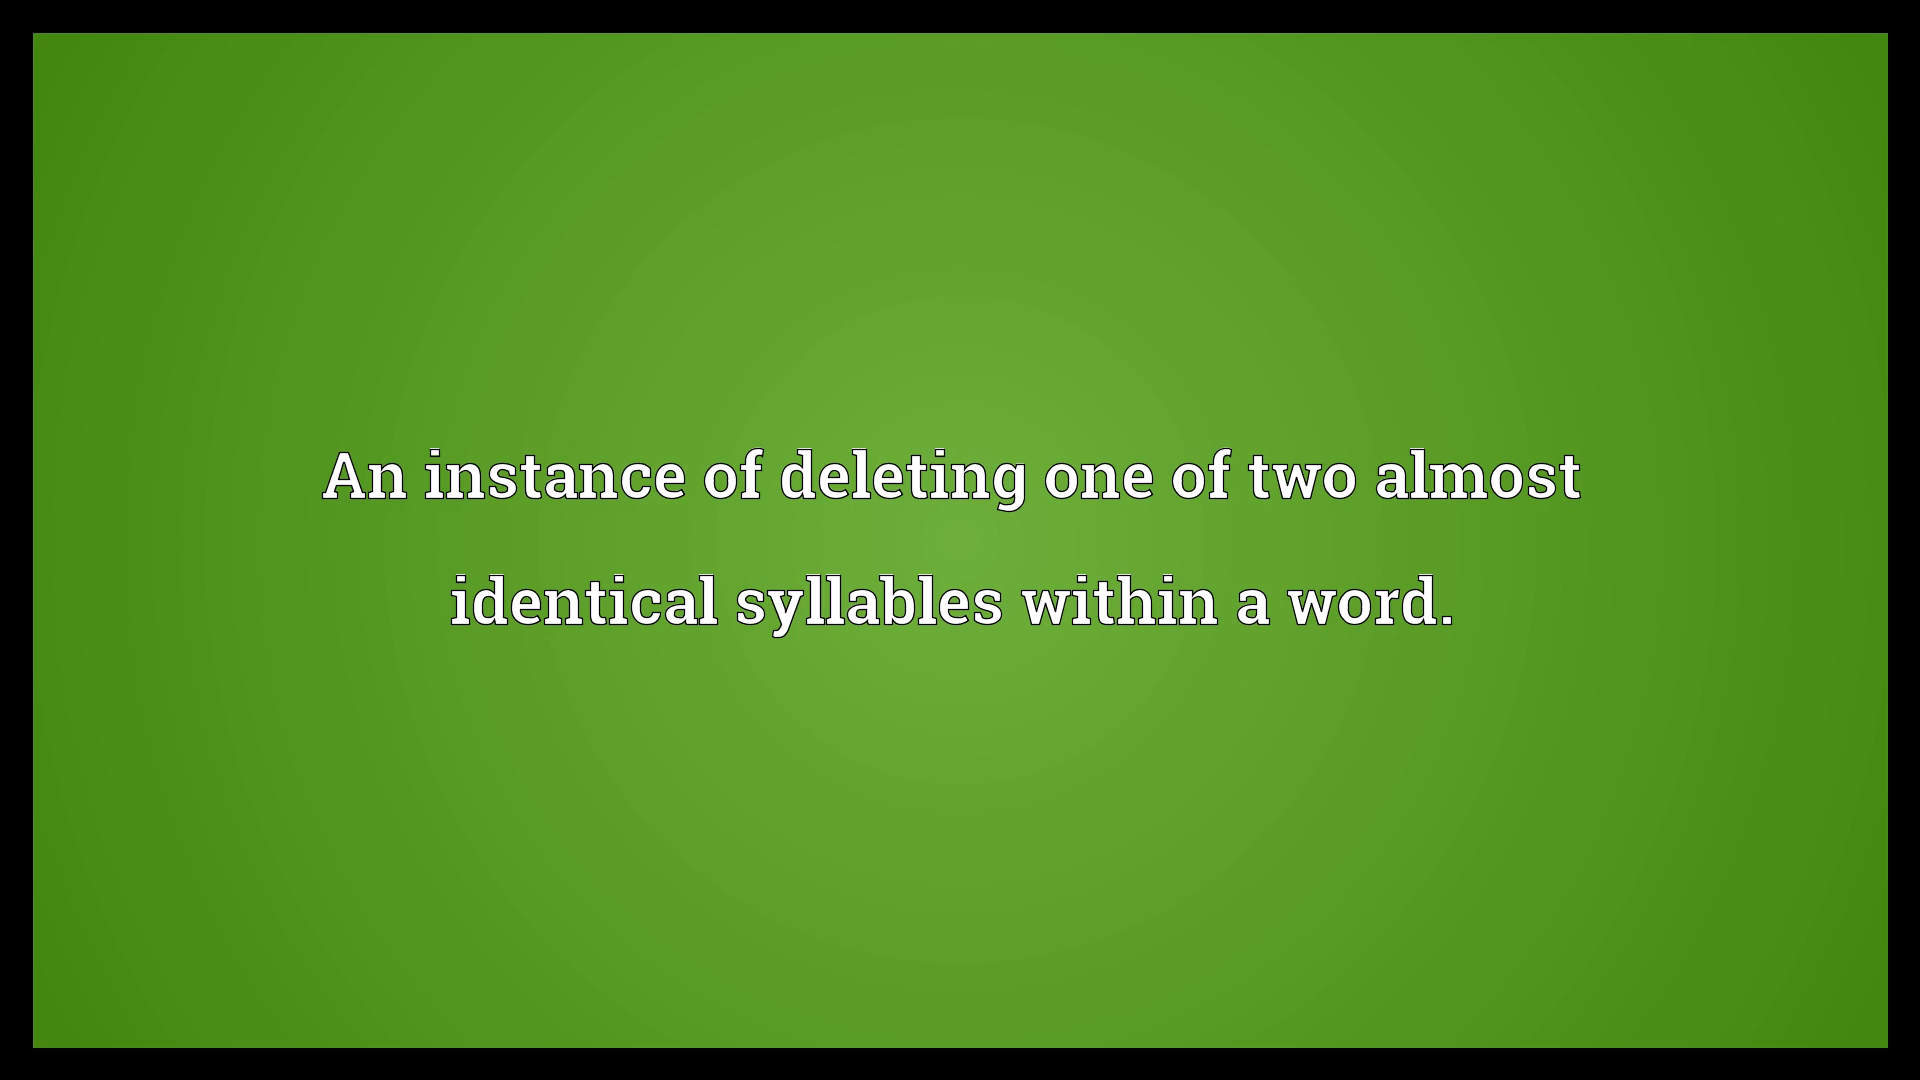 An instance of deleting one of two almost
identical syllables within a word.